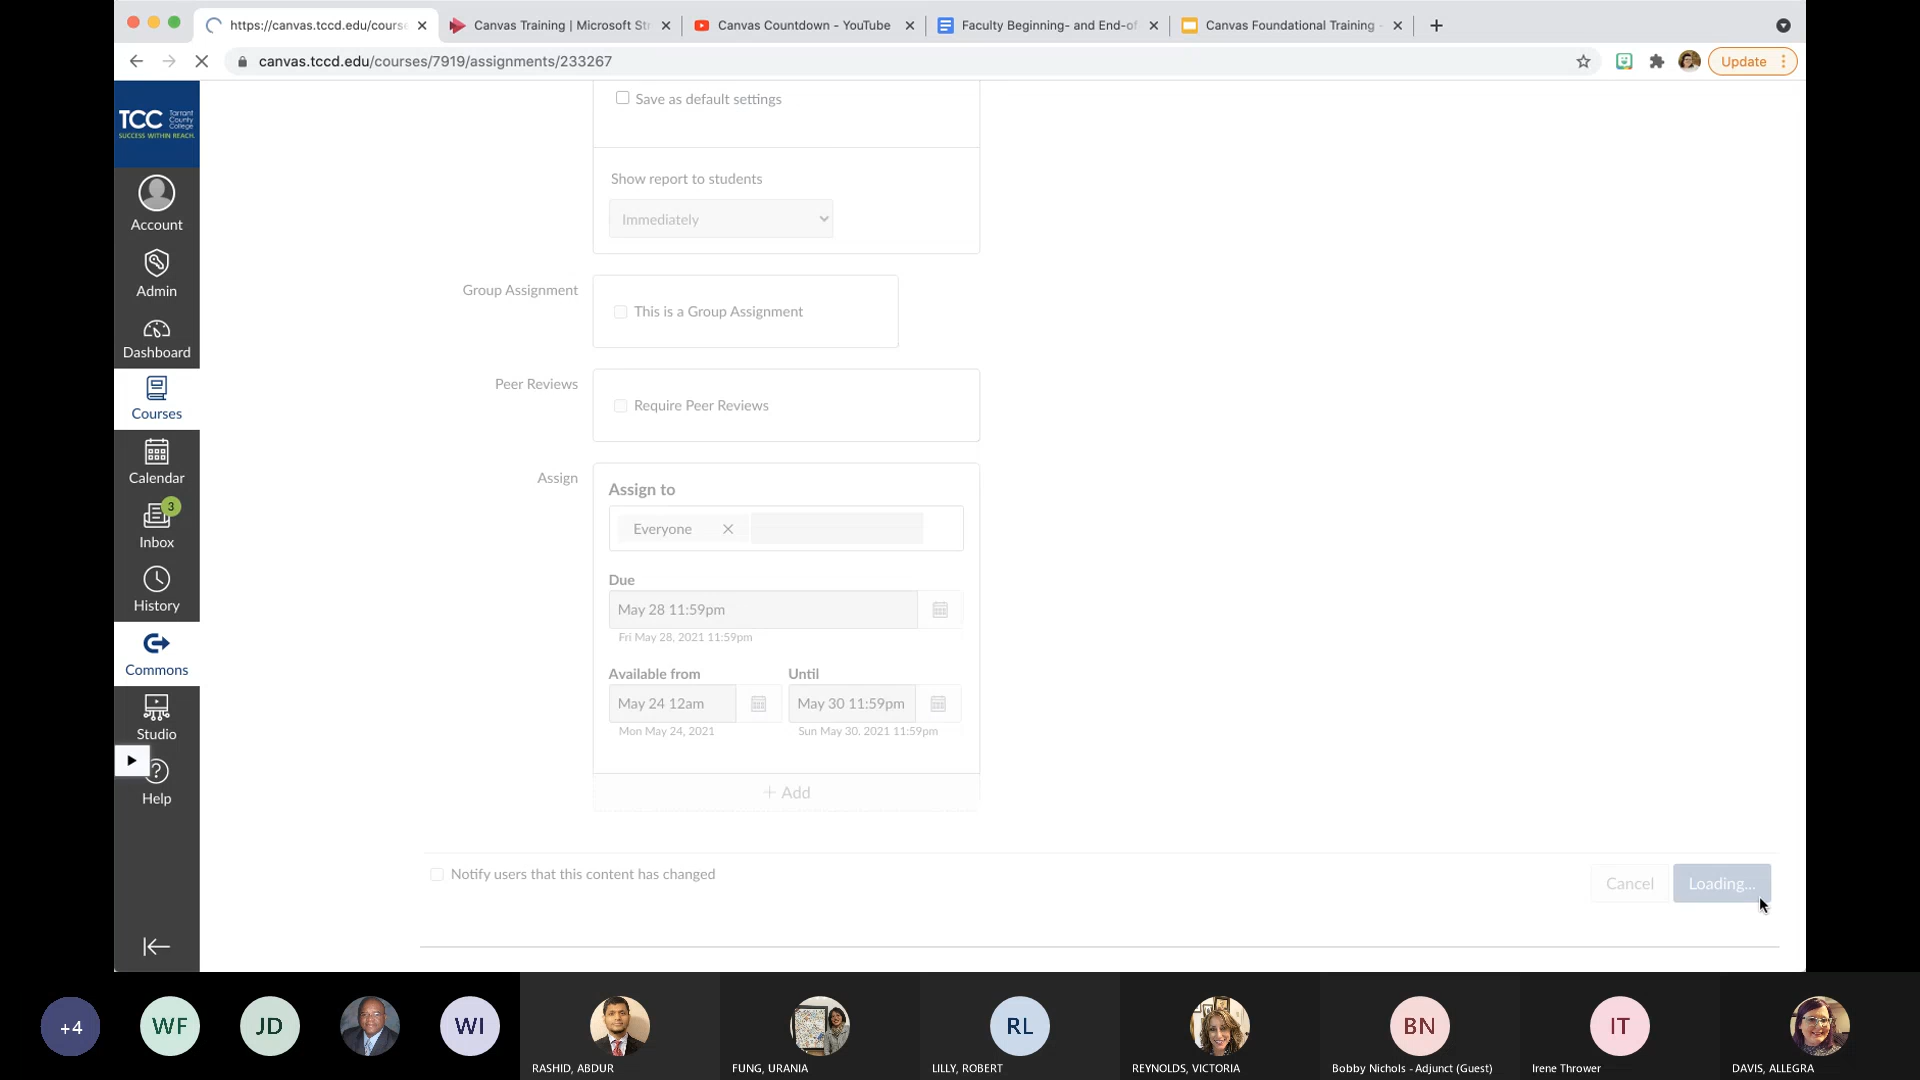 https://canvas.tccd.edu/course
Canvas Training | Microsoft Str
Canvas Countdown - YouTube
Faculty Beginning- and End-of
Canvas Foundational Training -
canvas.tccd.edu/courses/7919/assignments/233267
Update
TCC Tarrant County College
SUCCESS WITHIN REACH.
Account
Admin
Dashboard
Courses
Calendar
3
Inbox
History
Commons
Studio
?
Help
Save as default settings
Show report to students
Immediately
Group Assignment
This is a Group Assignment
Peer Reviews
Require Peer Reviews
Assign
Assign to
Everyone
Due
May 28 11:59pm
Fri May 28, 2021 11:59pm
Available from
Until
May 24 12am
May 30 11:59pm
Mon May 24, 2021
Sun May 30, 2021 11:59pm
+ Add
Notify users that this content has changed
Cancel
Loading...
+4
WF
JD
WI
RL
BN
IT
RASHID, ABDUR
FUNG, URANIA
LILLY, ROBERT
REYNOLDS, VICTORIA
Bobby Nichols - Adjunct (Guest)
Irene Thrower
DAVIS, ALLEGRA